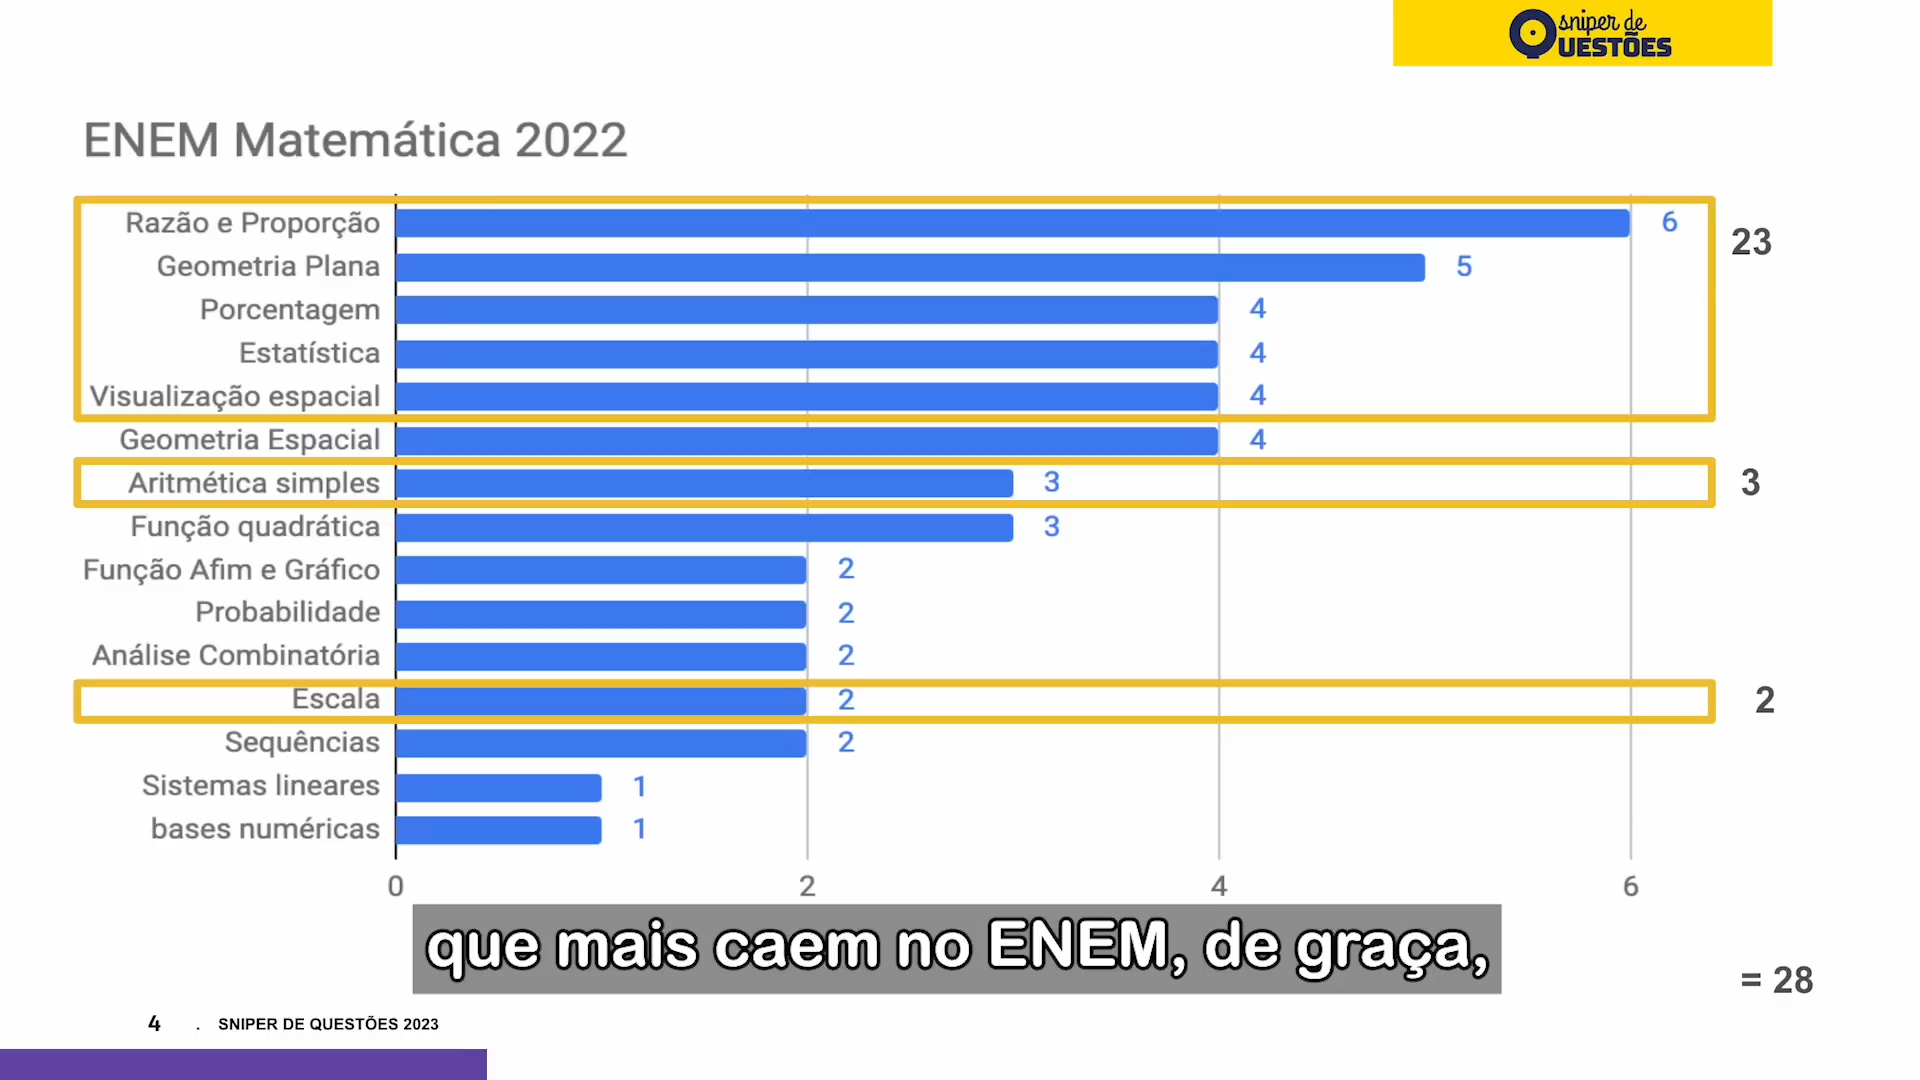 sniper de
QUESTÕES
ENEM Matemática 2022
Razão e Proporção 6
23
Geometria Plana 5
Porcentagem 4
Estatística 4
Visualização espacial 4
Geometria Espacial 4
Aritmética simples 3 3
Função quadrática 3
Função Afim e Gráfico 2
Probabilidade 2
Análise Combinatória 2
Escala 2 2
Sequências 2
Sistemas lineares 1
bases numéricas 1
0 2 4 6
que mais caem no ENEM, de graça,
= 28
4 . SNIPER DE QUESTÕES 2023